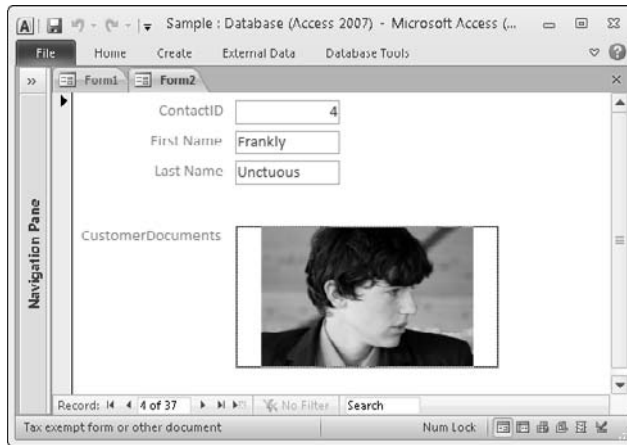 Sample : Database (Access 2007) - Microsoft Access (...
File Home Create External Data Database Tools
Form1 Form2
Navigation Pane
ContactID 4
First Name Frankly
Last Name Unctuous
CustomerDocuments
Record: 4 of 37 No Filter Search
Tax exempt form or other document Num Lock